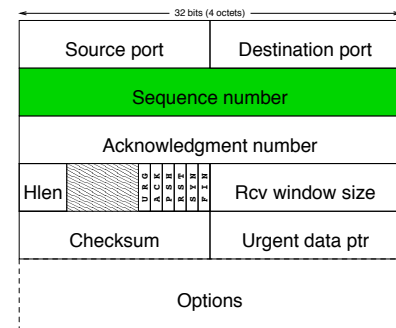 32 bits (4 octets)
Source port Destination port
Sequence number
Acknowledgment number
Hlen URG ACK PSH RST SYN FIN Rcv window size
Checksum Urgent data ptr
Options